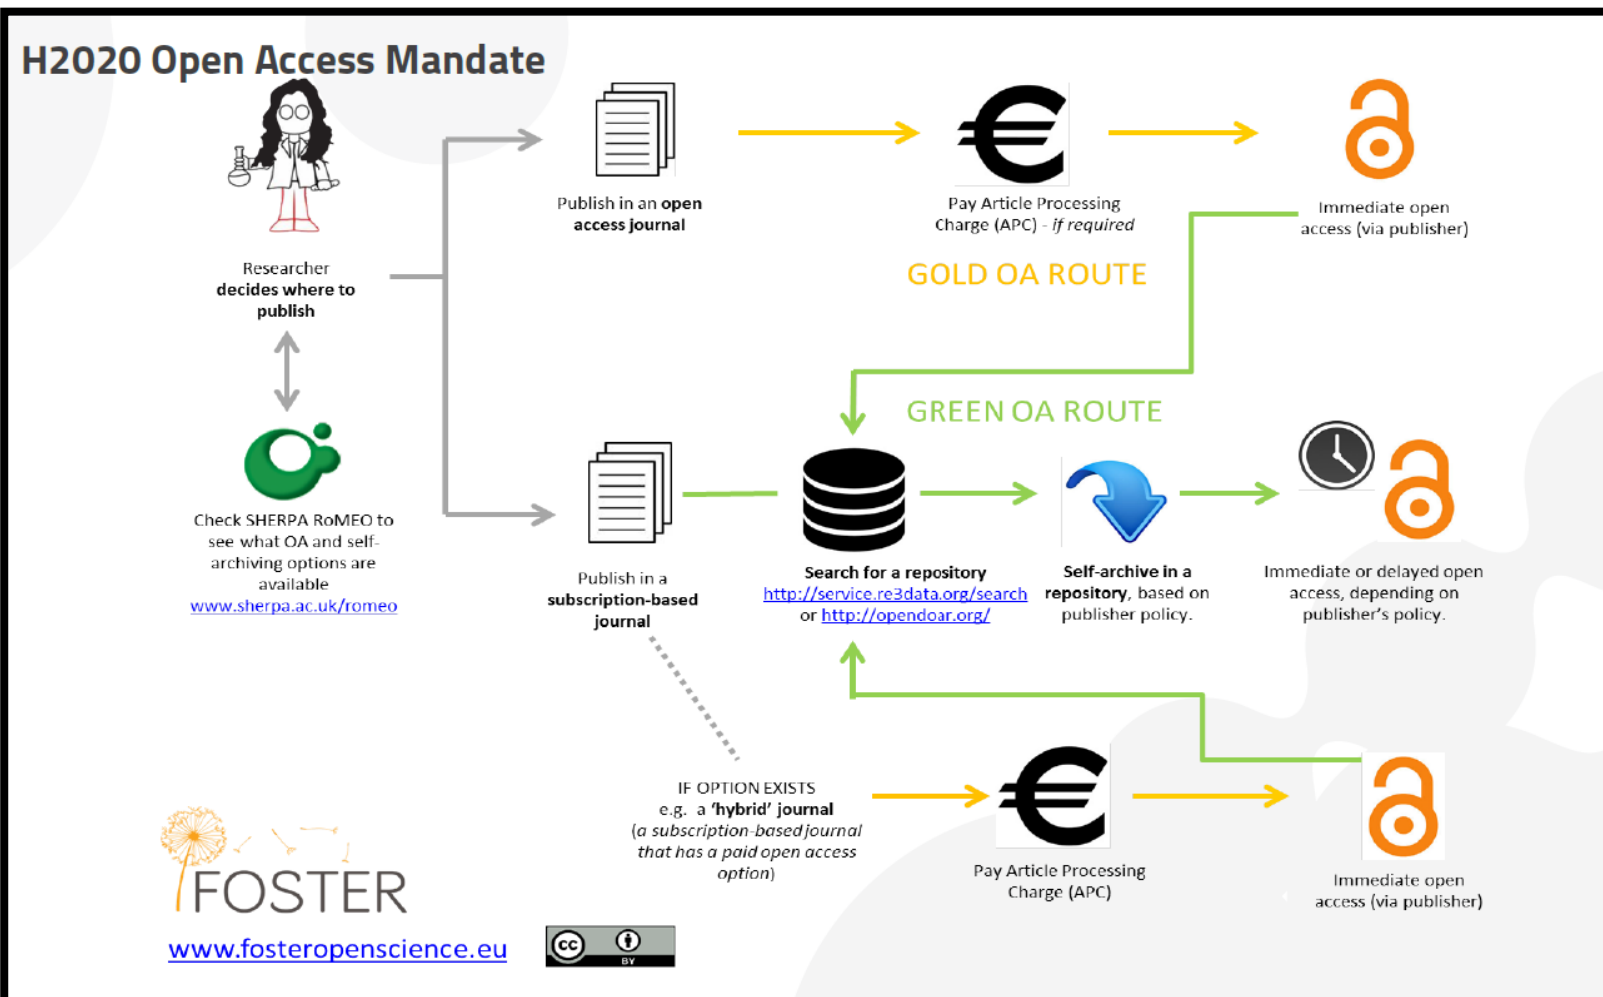 H2020 Open Access Mandate
Publish in an open
access journal
Pay Article Processing
Charge (APC) - if required
Immediate open
access (via publisher)
GOLD OA ROUTE
Researcher
decides where to
publish
GREEN OA ROUTE
Check SHERPA RoMEO to
see what OA and self-
archiving options are
available
www.sherpa.ac.uk/romeo
Publish in a
subscription-based
journal
Search for a repository
http://service.re3data.org/search
or http://opendoar.org/
Self-archive in a
repository, based on
publisher policy.
Immediate or delayed open
access, depending on
publisher's policy.
IF OPTION EXISTS
e.g. a 'hybrid' journal
(a subscription-based journal
that has a paid open access
option)
Pay Article Processing
Charge (APC)
Immediate open
access (via publisher)
FOSTER
www.fosteropenscience.eu
cc
BY